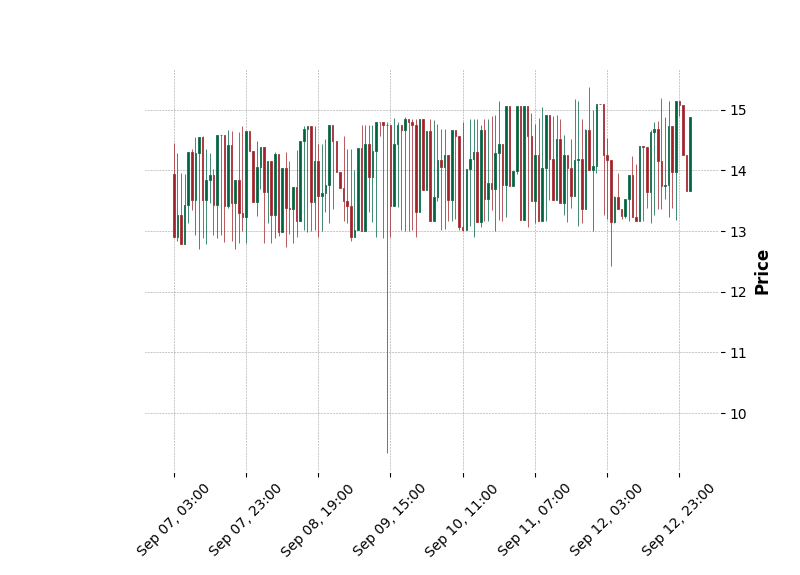 15
14
13
12
11
10
Price
Sep 07, 03:00
Sep 07, 23:00
Sep 08, 19:00
Sep 09, 15:00
Sep 10, 11:00
Sep 11, 07:00
Sep 12, 03:00
Sep 12, 23:00